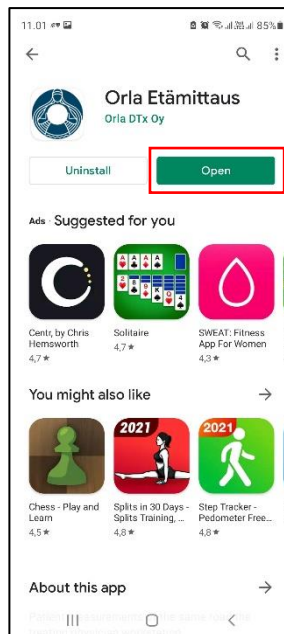 11.01
85%
Orla Etämittaus
Orla DTx Oy
Uninstall
Open
Ads · Suggested for you
Centr, by Chris
Hemsworth
4,7 ★
Solitaire
4,7 ★
SWEAT: Fitness
App For Women
4,3 ★
You might also like
2021
2021
Chess - Play and
Learn
4,5 ★
Splits in 30 Days -
Splits Training, ...
4,8 ★
Step Tracker -
Pedometer Free...
4,8 ★
About this app